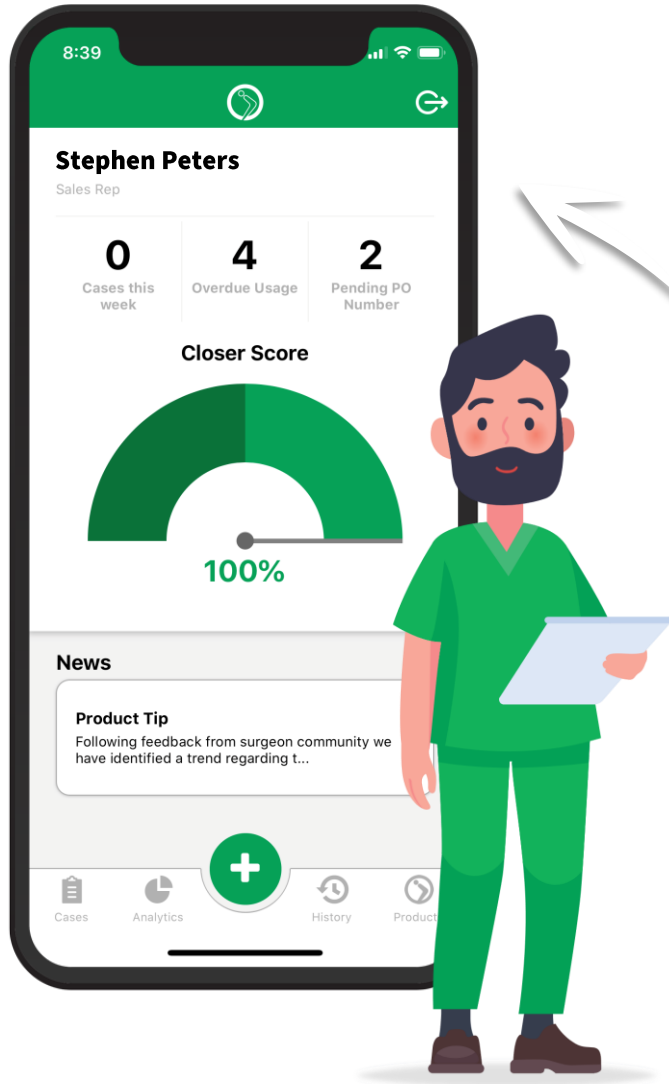 8:39
Stephen Peters
Sales Rep
0
Cases this
week
4
Overdue Usage
2
Pending PO
Number
Closer Score
100%
News
Product Tip
Following feedback from surgeon community we
have identified a trend regarding t...
Cases
Analytics
History
Product